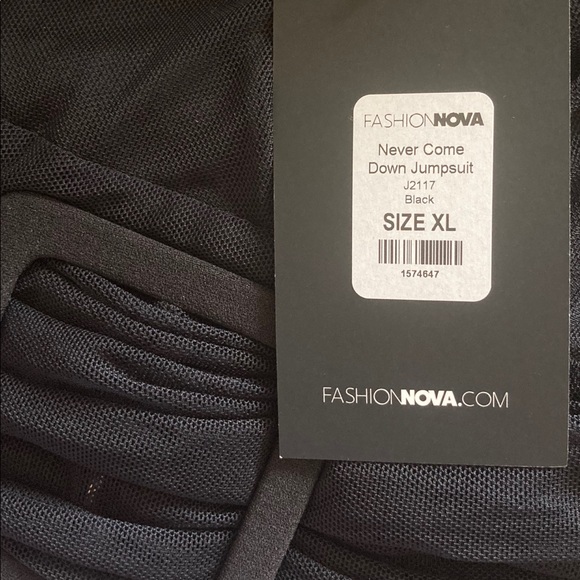 FASHIONNOVA
Never Come
Down Jumpsuit
J2117
Black
SIZE XL
1574647
FASHIONNOVA.COM